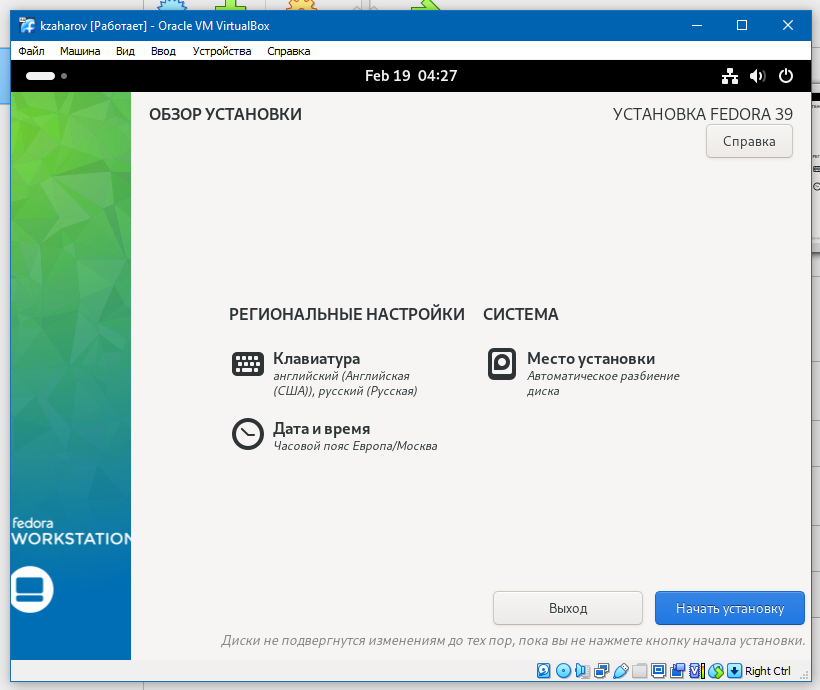 kzaharov [Работает] - Oracle VM VirtualBox
Файл Машина Вид Ввод Устройства Справка
Feb 19 04:27
ОБЗОР УСТАНОВКИ
УСТАНОВКА FEDORA 39
Справка
РЕГИОНАЛЬНЫЕ НАСТРОЙКИ
Клавиатура
английский (Английская
(США)), русский (Русская)
Дата и время
Часовой пояс Европа/Москва
СИСТЕМА
Место установки
Автоматическое разбиение
диска
fedora
WORKSTATION
Выход
Начать установку
Диски не подвергнутся изменениям до тех пор, пока вы не нажмете кнопку начала установки.
Right Ctrl